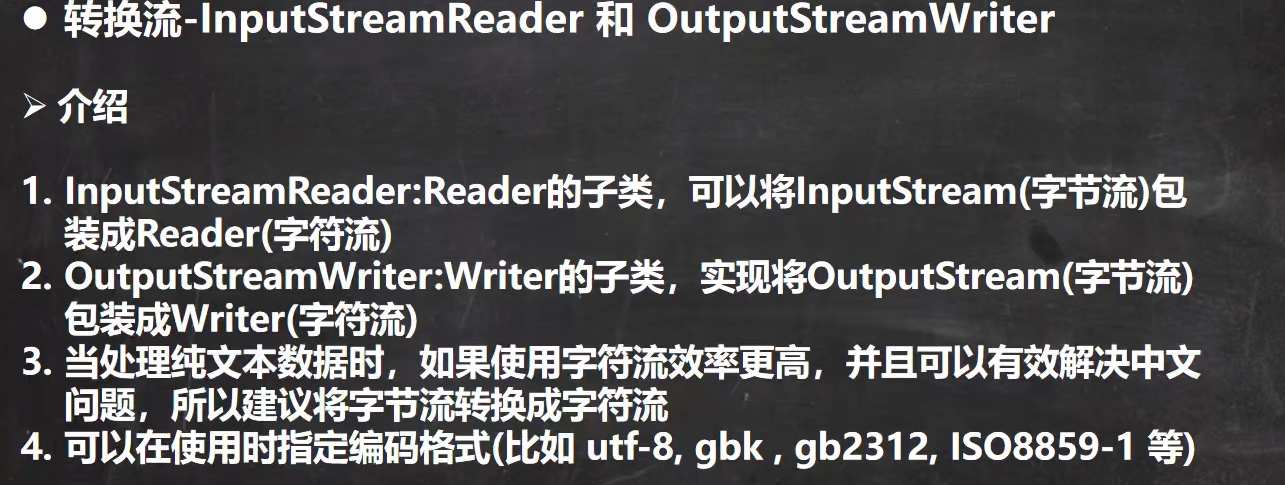 ● 转换流-InputStreamReader 和 OutputStreamWriter
➢ 介绍
1. InputStreamReader:Reader的子类，可以将InputStream(字节流)包
装成Reader(字符流)
2. OutputStreamWriter:Writer的子类，实现将OutputStream(字节流)
包装成Writer(字符流)
3. 当处理纯文本数据时，如果使用字符流效率更高，并且可以有效解决中文
问题，所以建议将字节流转换成字符流
4. 可以在使用时指定编码格式(比如 utf-8, gbk , gb2312, ISO8859-1 等)